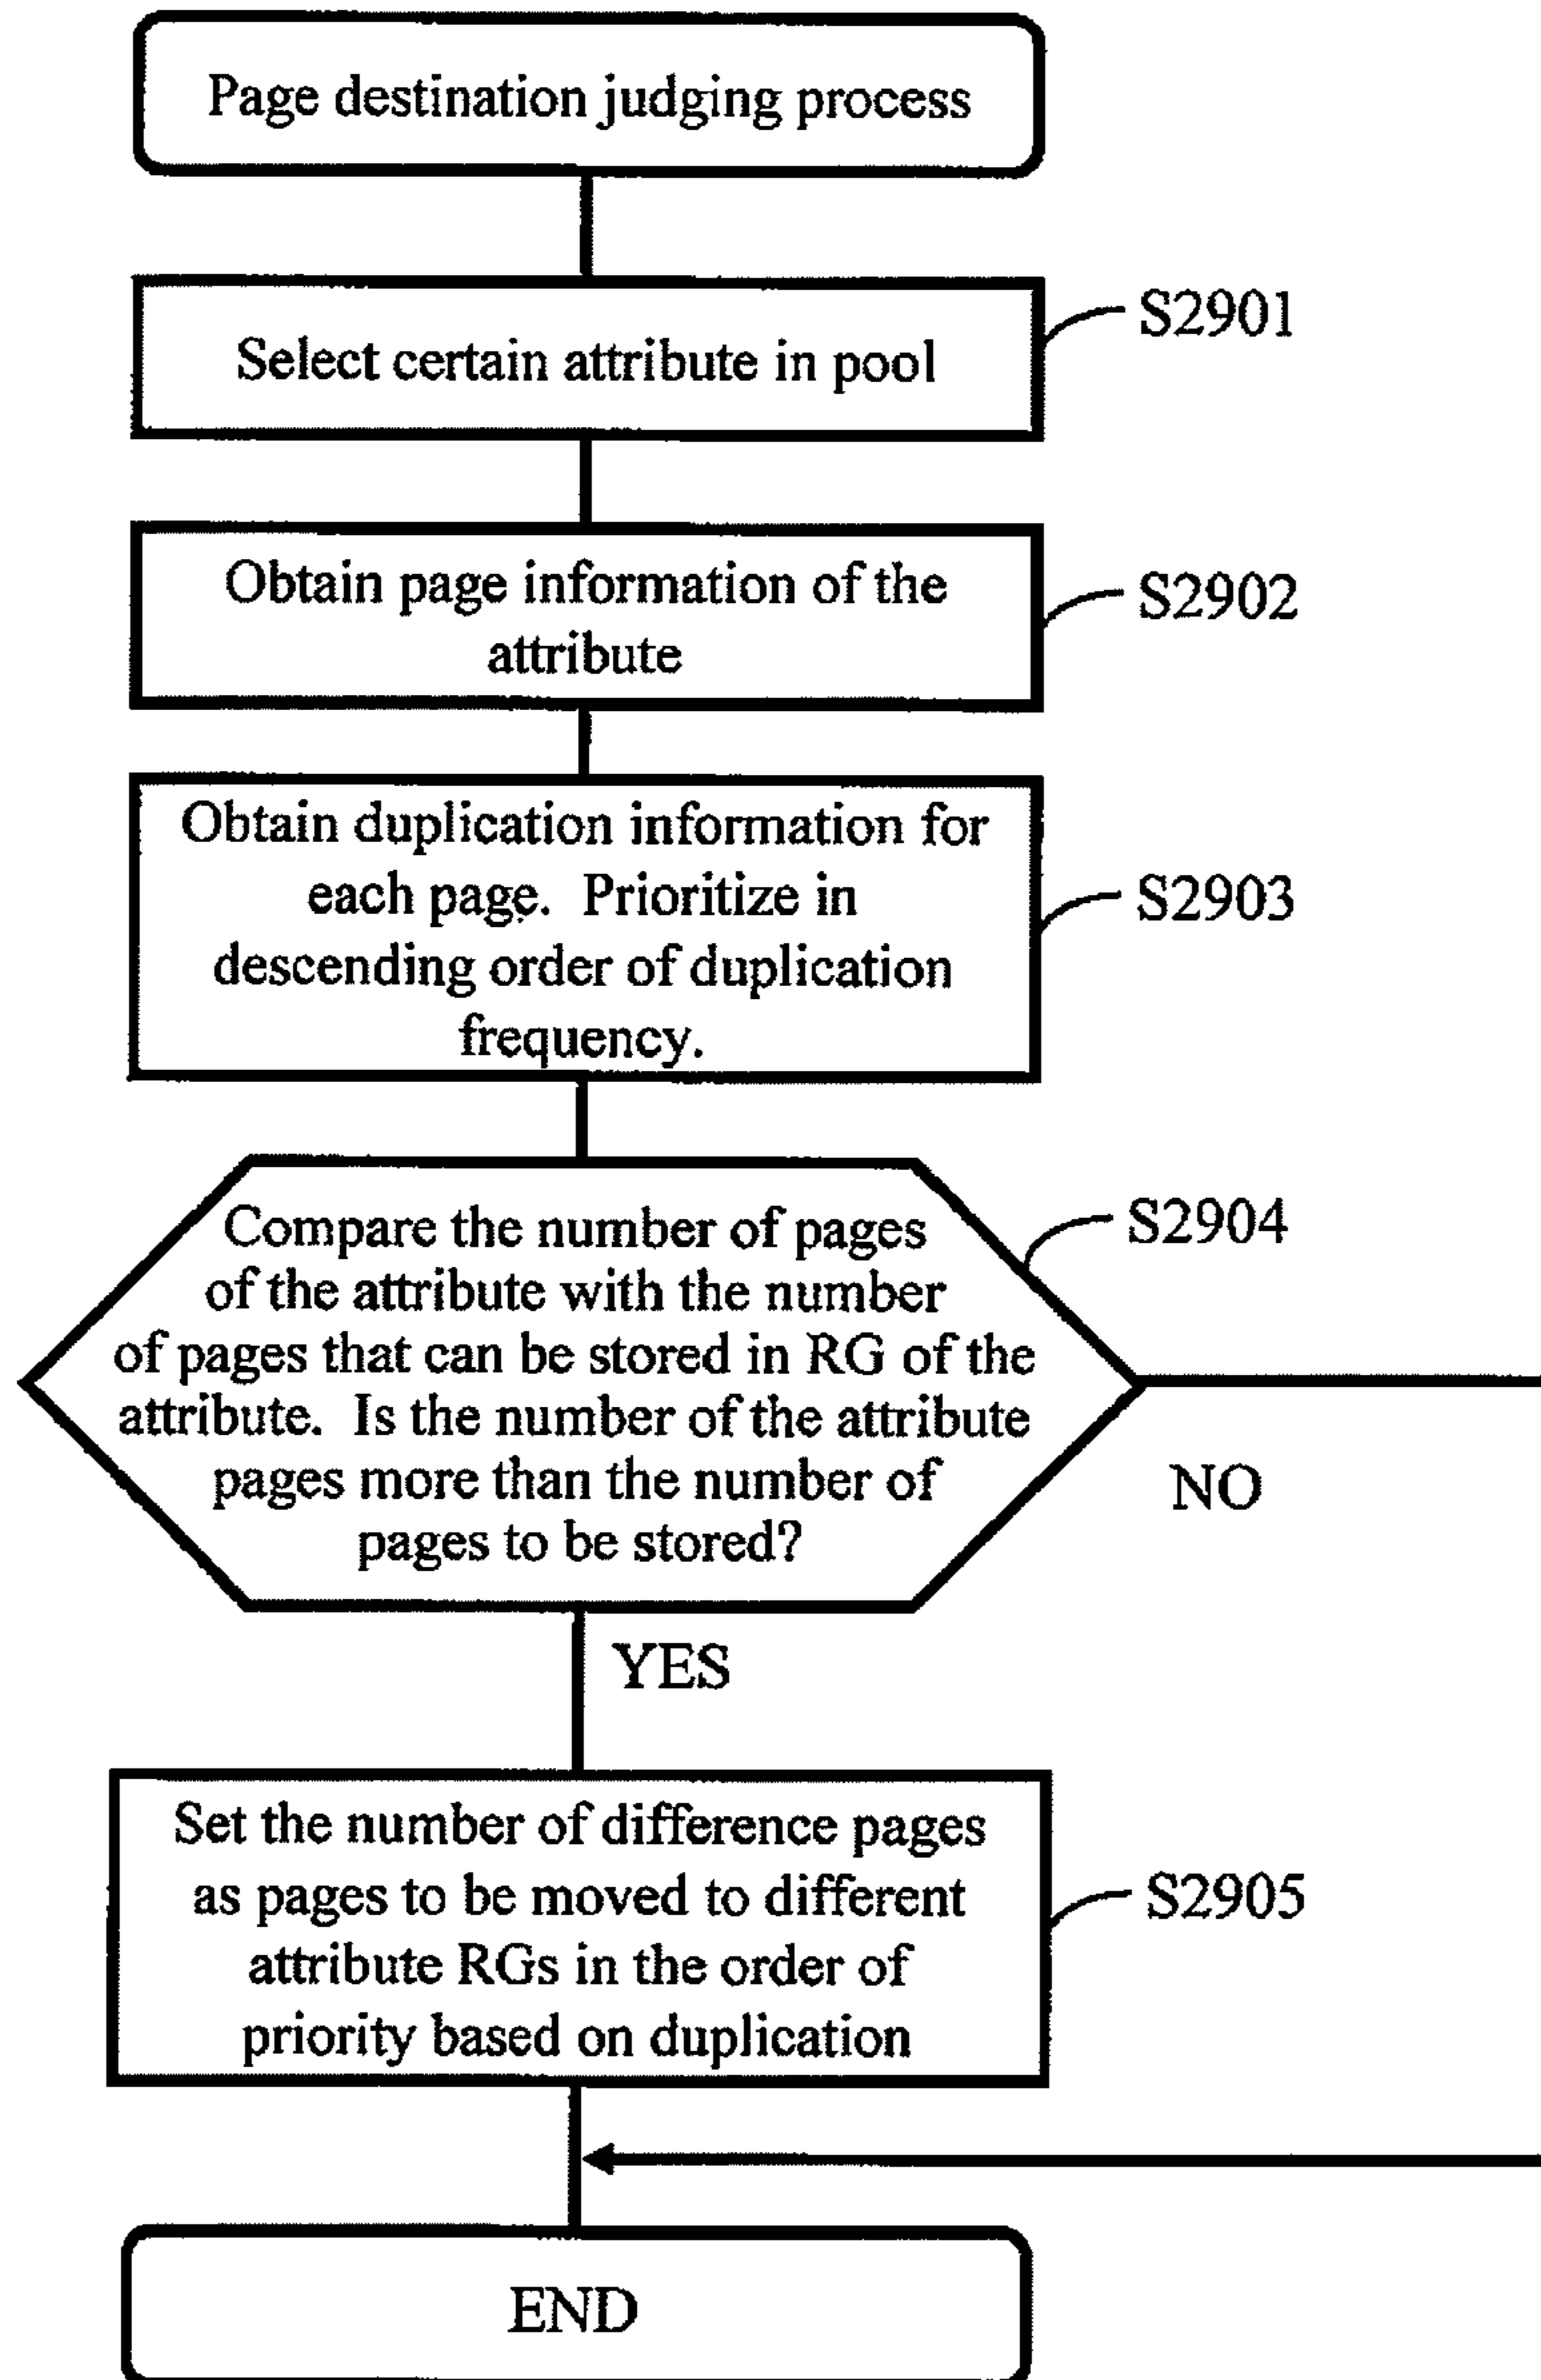 Page destination judging process
Select certain attribute in pool
S2901
Obtain page information of the
attribute
S2902
Obtain duplication information for
each page. Prioritize in
descending order of duplication
frequency.
S2903
Compare the number of pages
of the attribute with the number
of pages that can be stored in RG of the
attribute. Is the number of the attribute
pages more than the number of
pages to be stored?
S2904
NO
YES
Set the number of difference pages
as pages to be moved to different
attribute RGs in the order of
priority based on duplication
S2905
END